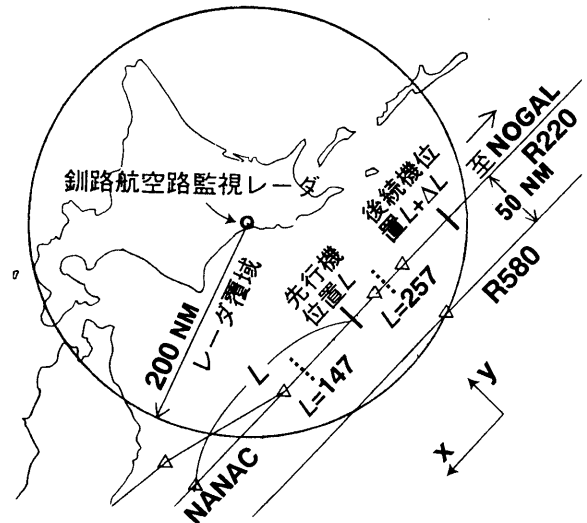 至NOGAL
R220
50 NM
R580
後続機位
置L+ΔL
釧路航空路監視レーダ
先行機
位置L
L=257
200 NM
レーダ覆域
L
L=147
NANAC
y
x